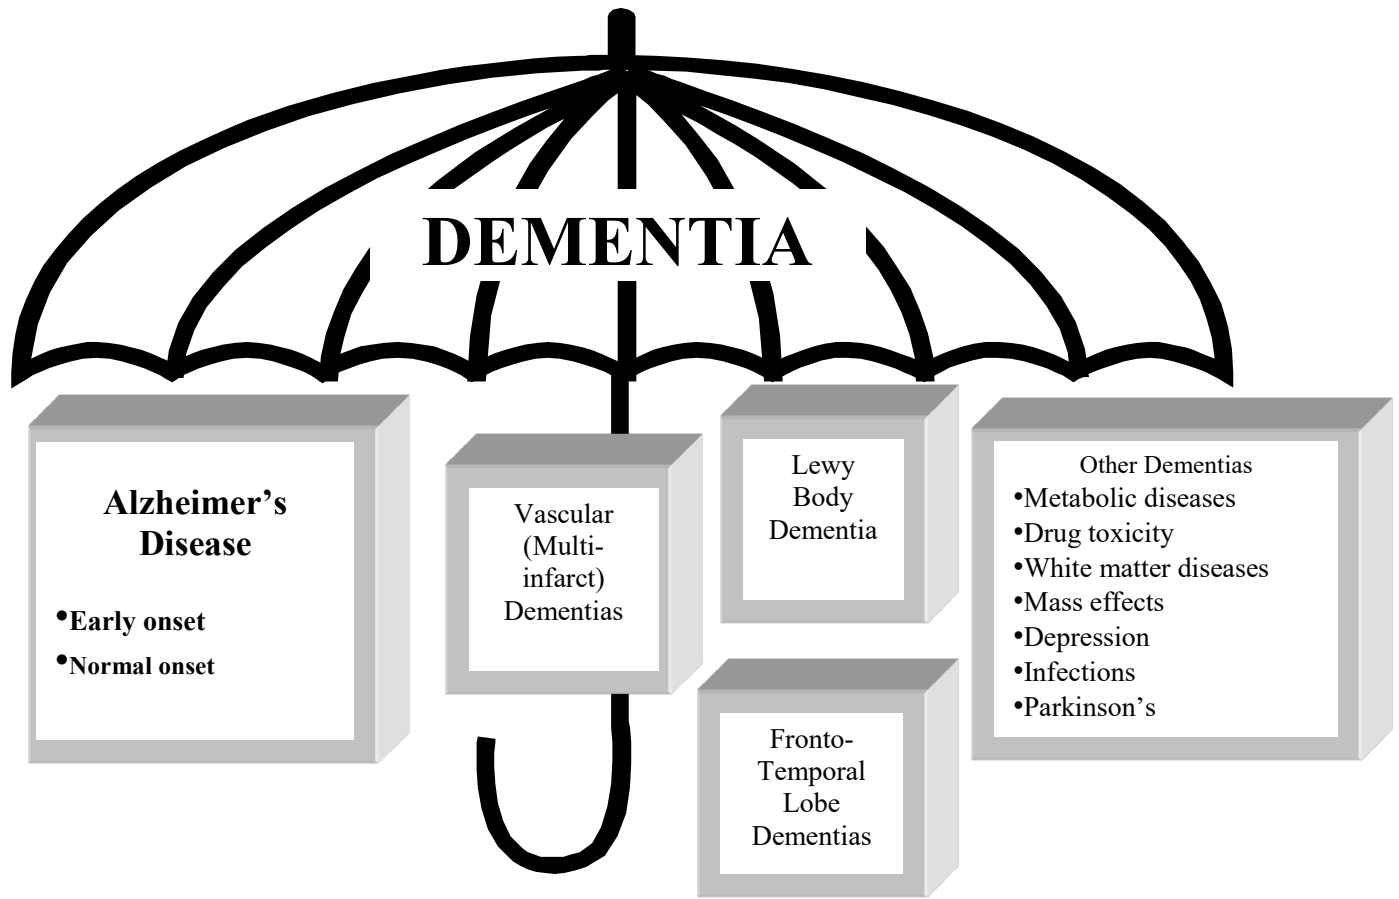 DEMENTIA
Alzheimer’s
Disease
•Early onset
•Normal onset
Vascular
(Multi-
infarct)
Dementias
Lewy
Body
Dementia
Fronto-
Temporal
Lobe
Dementias
Other Dementias
•Metabolic diseases
•Drug toxicity
•White matter diseases
•Mass effects
•Depression
•Infections
•Parkinson’s